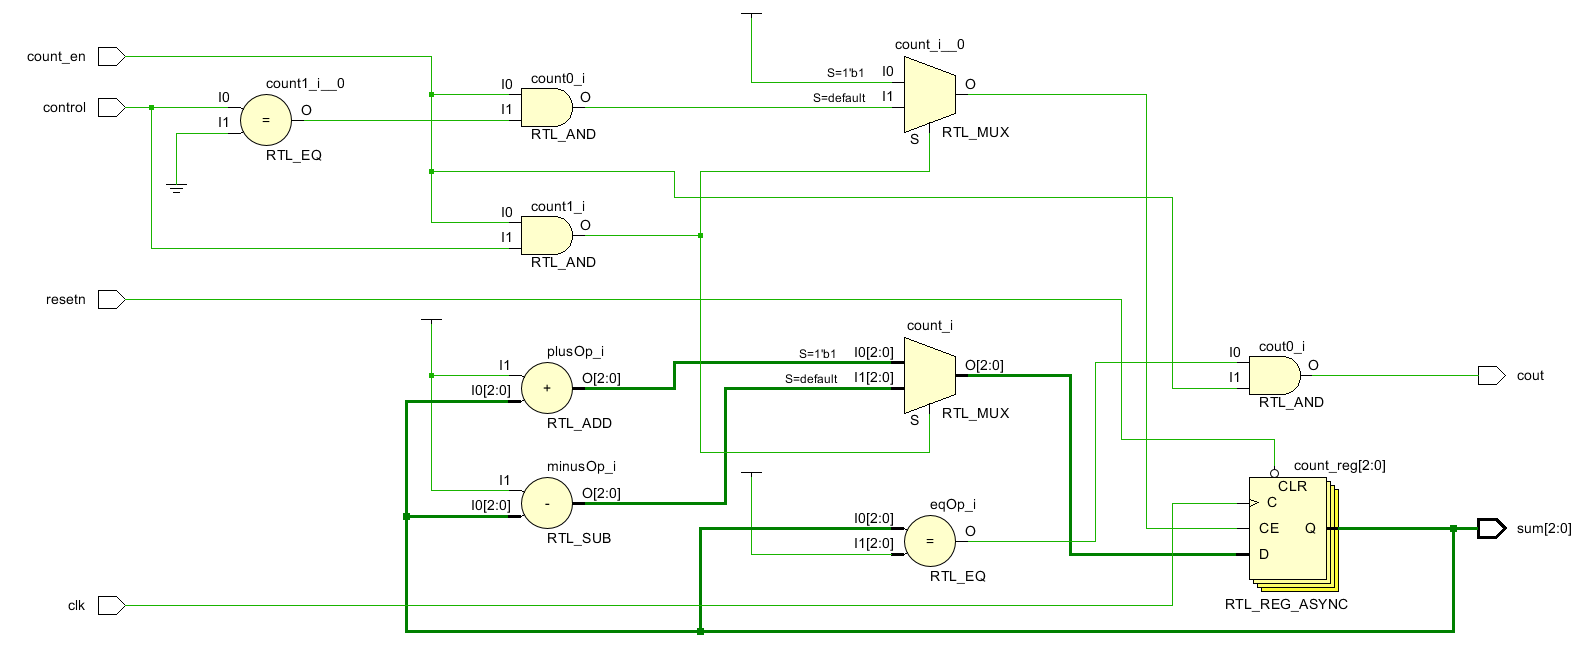 count_en
control
resetn
clk
count1_i__0
I0
I1
O
=
RTL_EQ
count0_i
I0
I1
O
RTL_AND
count1_i
I0
I1
O
RTL_AND
count_i__0
S=1'b1
I0
S=default
I1
S
O
RTL_MUX
plusOp_i
I1
I0[2:0]
+
O[2:0]
RTL_ADD
minusOp_i
I1
I0[2:0]
-
O[2:0]
RTL_SUB
count_i
S=1'b1
I0[2:0]
S=default
I1[2:0]
S
O[2:0]
RTL_MUX
eqOp_i
I0[2:0]
I1[2:0]
=
O
RTL_EQ
cout0_i
I0
I1
O
RTL_AND
cout
count_reg[2:0]
CLR
C
CE
Q
D
RTL_REG_ASYNC
sum[2:0]